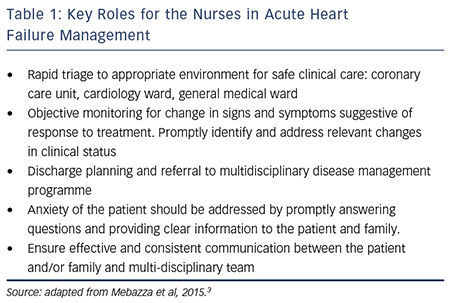 Table 1: Key Roles for the Nurses in Acute Heart
Failure Management
• Rapid triage to appropriate environment for safe clinical care: coronary
care unit, cardiology ward, general medical ward
• Objective monitoring for change in signs and symptoms suggestive of
response to treatment. Promptly identify and address relevant changes
in clinical status
• Discharge planning and referral to multidisciplinary disease management
programme
• Anxiety of the patient should be addressed by promptly answering
questions and providing clear information to the patient and family.
• Ensure effective and consistent communication between the patient
and/or family and multi-disciplinary team
Source: adapted from Mebazza et al, 2015.³